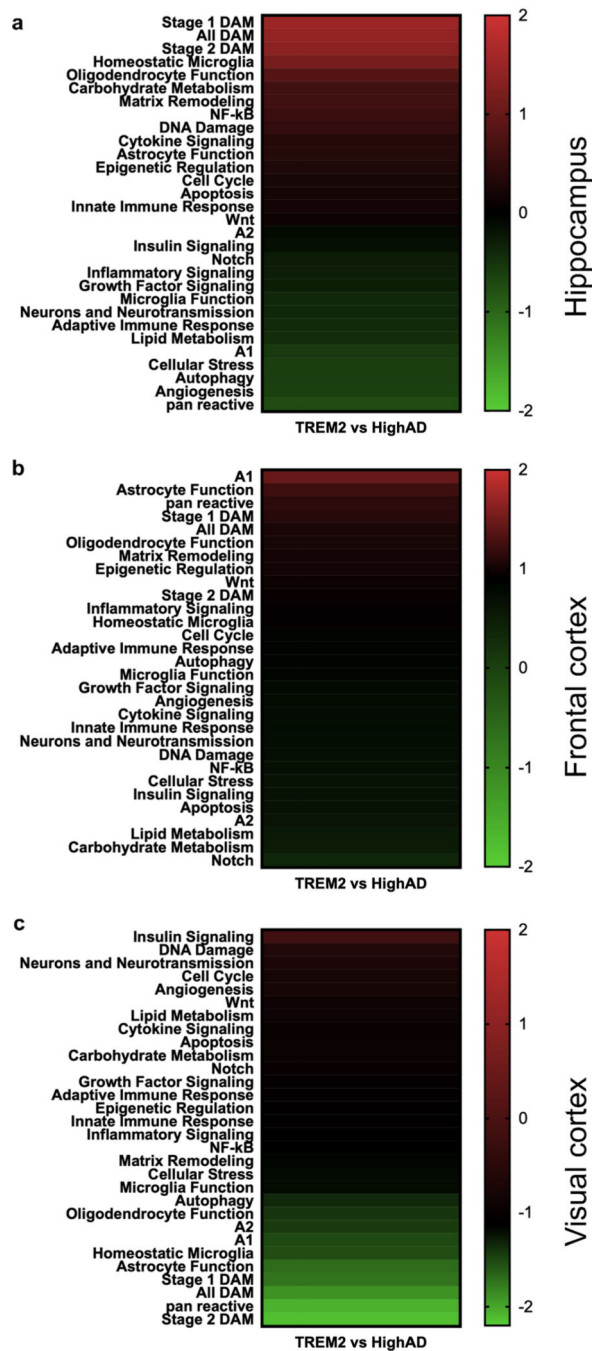 a
Stage 1 DAM
All DAM
Stage 2 DAM
Homeostatic Microglia
Oligodendrocyte Function
Carbohydrate Metabolism
Matrix Remodeling
NF-kB
DNA Damage
Cytokine Signaling
Astrocyte Function
Epigenetic Regulation
Cell Cycle
Apoptosis
Innate Immune Response
Wnt
A2
Insulin Signaling
Notch
Inflammatory Signaling
Growth Factor Signaling
Microglia Function
Neurons and Neurotransmission
Adaptive Immune Response
Lipid Metabolism
A1
Cellular Stress
Autophagy
Angiogenesis
pan reactive
TREM2 vs HighAD
2
1
0
-1
-2
Hippocampus
b
A1
Astrocyte Function
pan reactive
Stage 1 DAM
All DAM
Oligodendrocyte Function
Matrix Remodeling
Epigenetic Regulation
Wnt
Stage 2 DAM
Inflammatory Signaling
Homeostatic Microglia
Cell Cycle
Adaptive Immune Response
Autophagy
Microglia Function
Growth Factor Signaling
Angiogenesis
Cytokine Signaling
Innate Immune Response
Neurons and Neurotransmission
DNA Damage
NF-kB
Cellular Stress
Insulin Signaling
Apoptosis
A2
Lipid Metabolism
Carbohydrate Metabolism
Notch
TREM2 vs HighAD
2
1
0
-1
-2
Frontal cortex
c
Insulin Signaling
DNA Damage
Neurons and Neurotransmission
Cell Cycle
Angiogenesis
Wnt
Lipid Metabolism
Cytokine Signaling
Apoptosis
Carbohydrate Metabolism
Notch
Growth Factor Signaling
Adaptive Immune Response
Epigenetic Regulation
Innate Immune Response
Inflammatory Signaling
NF-kB
Matrix Remodeling
Cellular Stress
Microglia Function
Autophagy
Oligodendrocyte Function
A2
A1
Homeostatic Microglia
Astrocyte Function
Stage 1 DAM
All DAM
pan reactive
Stage 2 DAM
TREM2 vs HighAD
2
1
0
-1
-2
Visual cortex